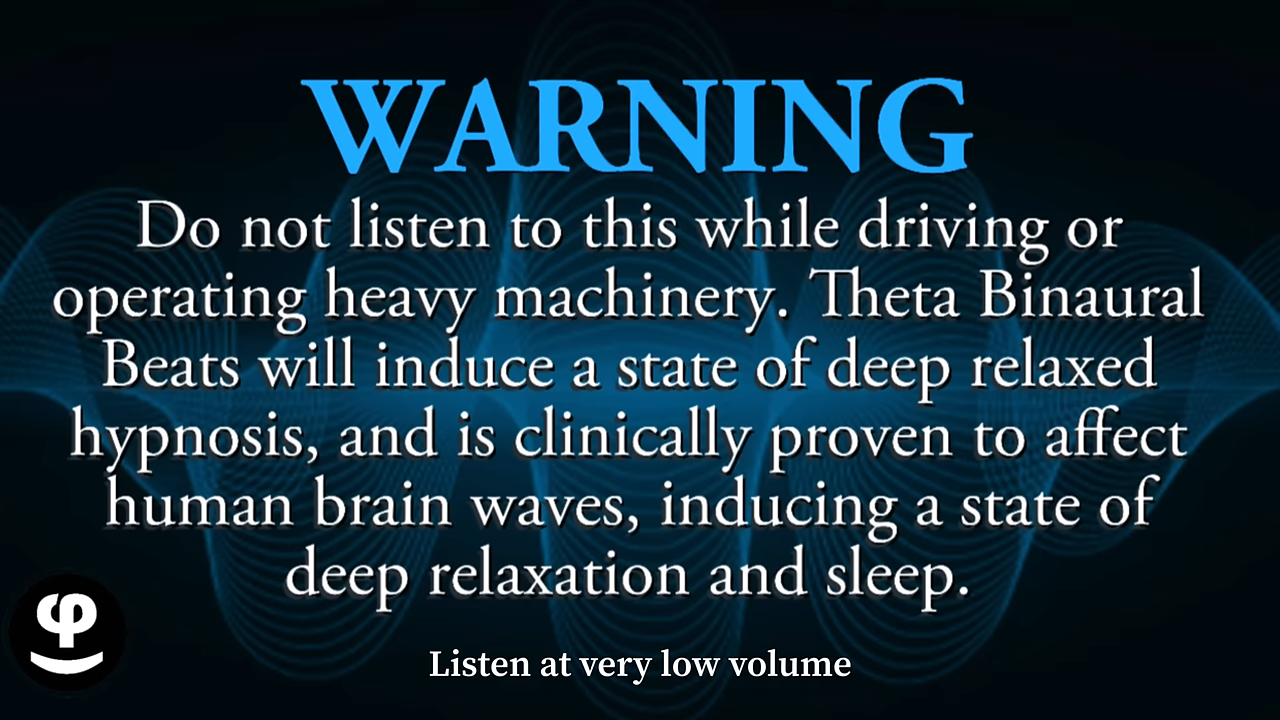 WARNING
Do not listen to this while driving or
operating heavy machinery. Theta Binaural
Beats will induce a state of deep relaxed
hypnosis, and is clinically proven to affect
human brain waves, inducing a state of
deep relaxation and sleep.
φ
Listen at very low volume